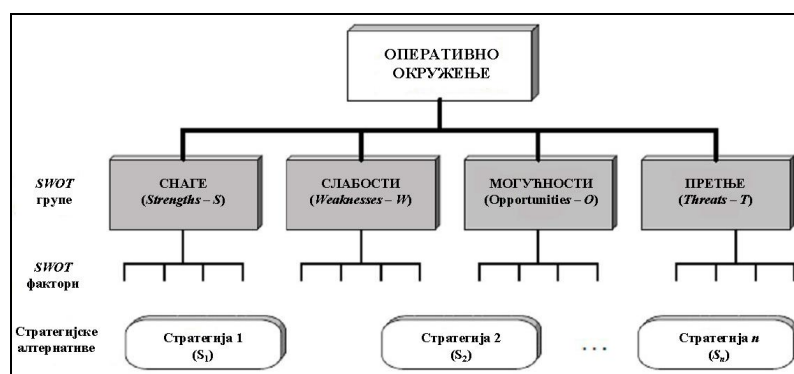 ОПЕРАТИВНО
ОКРУЖЕЊЕ
SWOT
групе
СНАГЕ
(Strengths – S)
СЛАБОСТИ
(Weaknesses – W)
МОГУЋНОСТИ
(Opportunities – O)
ПРЕТЊЕ
(Threats – T)
SWOT
фактори
Стратегијске
алтернативе
Стратегија 1
(S₁)
Стратегија 2
(S₂)
...
Стратегија n
(Sₙ)